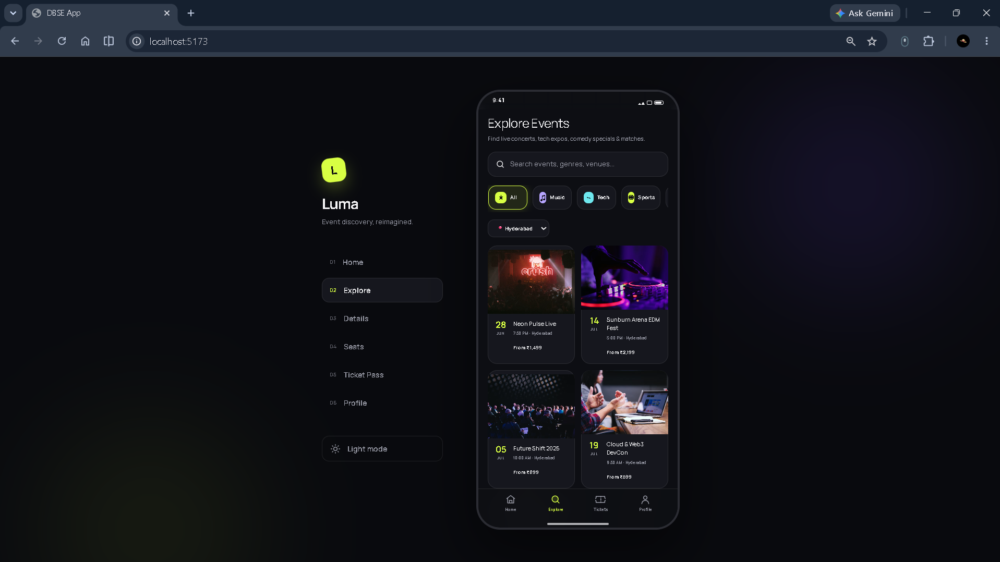 DBSE App
Ask Gemini
localhost:5173
L
Luma
Event discovery, reimagined.
01 Home
02 Explore
03 Details
04 Seats
05 Ticket Pass
06 Profile
Light mode
9:41
Explore Events
Find live concerts, tech expos, comedy specials & matches.
Search events, genres, venues...
All
Music
Tech
Sports
Hyderabad
crush
28 JUN
Neon Pulse Live
7:30 PM · Hyderabad
From ₹1,499
14 JUL
Sunburn Arena EDM
Fest
5:00 PM · Hyderabad
From ₹2,199
05 JUL
Future Shift 2025
10:00 AM · Hyderabad
From ₹899
19 JUL
Cloud & Web3
DevCon
9:30 AM · Hyderabad
From ₹599
Home
Explore
Tickets
Profile